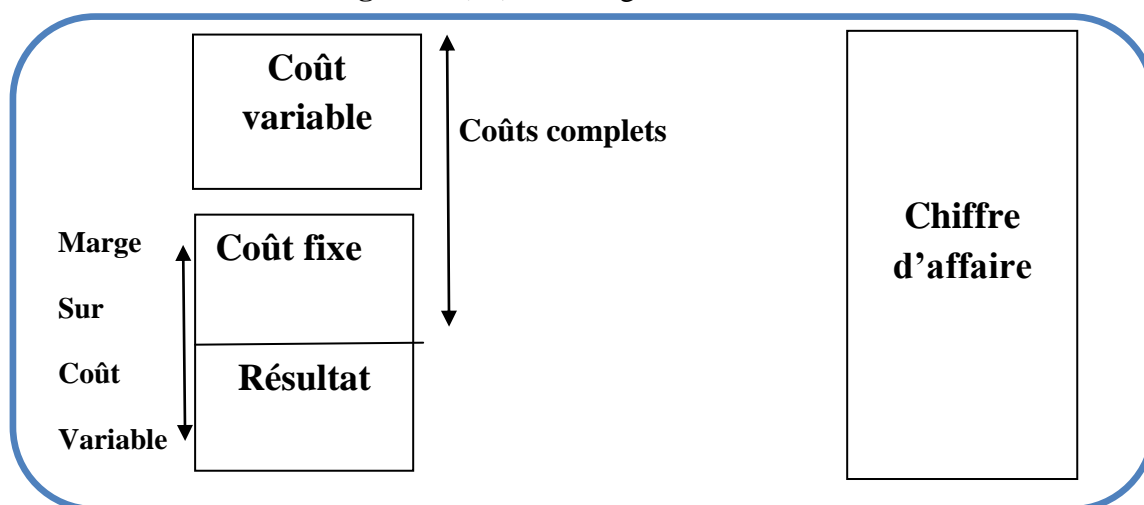 Coût
variable
Coûts complets
Chiffre
d’affaire
Marge
Sur
Coût
Variable
Coût fixe
Résultat